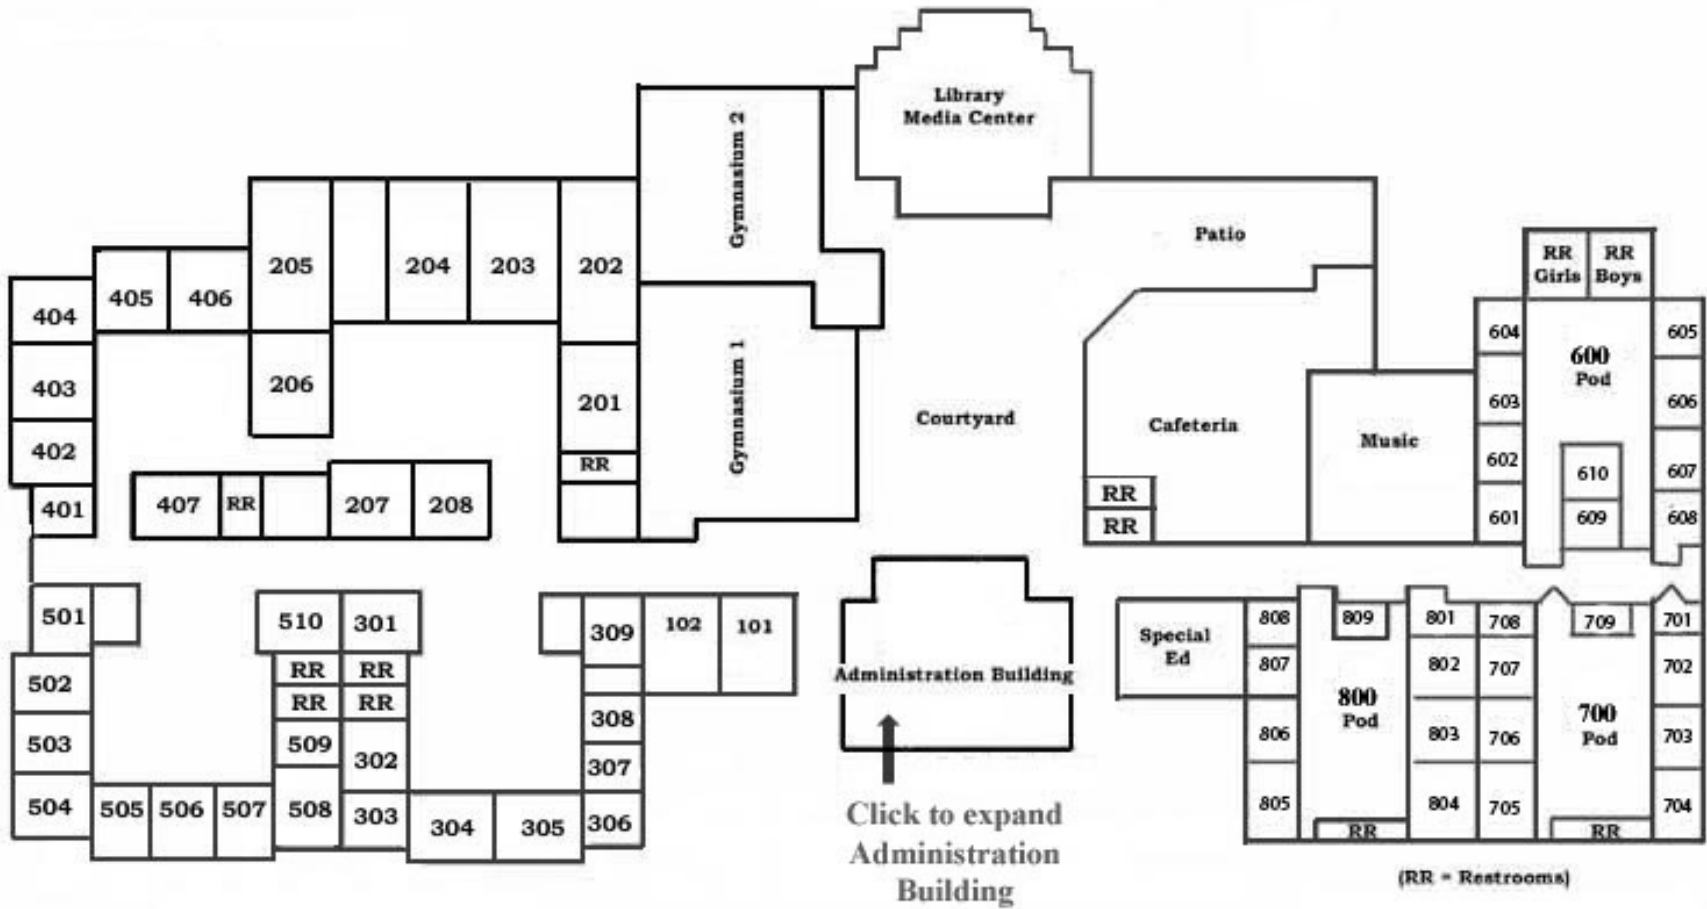 Library
Media Center
Gymnasium 2
Patio
RR
Girls
RR
Boys
205
204
203
202
405
406
404
604
600
Pod
605
403
206
201
Gymnasium 1
Courtyard
Cafeteria
Music
603
606
402
RR
602
610
607
401
407
RR
207
208
RR
RR
601
609
608
501
510
301
309
102
101
Special
Ed
808
809
801
708
709
701
502
RR
RR
RR
RR
Administration Building
807
802
707
702
800
Pod
700
Pod
503
509
302
308
307
806
803
706
703
504
505
506
507
508
303
304
305
306
805
804
705
704
RR
RR
Click to expand
Administration
Building
(RR = Restrooms)